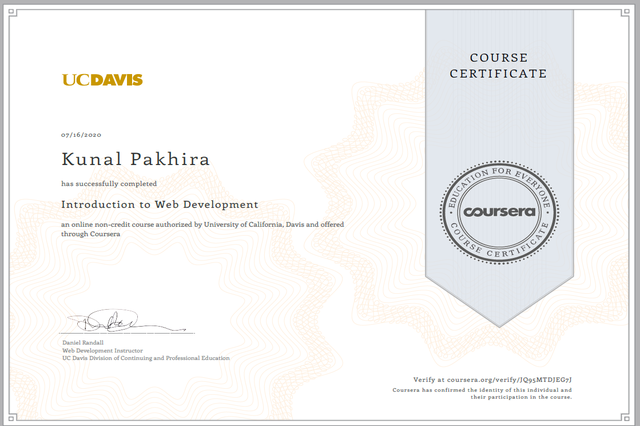 UCDAVIS
07/16/2020
Kunal Pakhira
has successfully completed
Introduction to Web Development
an online non-credit course authorized by University of California, Davis and offered
through Coursera
Daniel Randall
Web Development Instructor
UC Davis Division of Continuing and Professional Education
COURSE
CERTIFICATE
EDUCATION FOR EVERYONE
coursera
COURSE CERTIFICATE
Verify at coursera.org/verify/JQ95MTDJEG7J
Coursera has confirmed the identity of this individual and
their participation in the course.